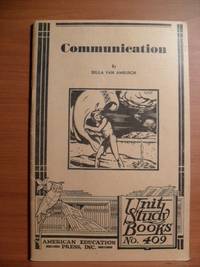 Communication
By
DELLA VAN AMBURGH
Unit
Study
Books
No. 409
AMERICAN EDUCATION
PRESS, INC.